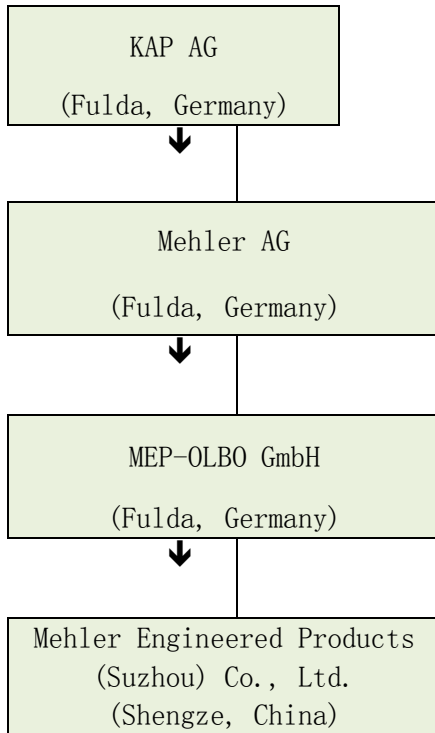 KAP AG
(Fulda, Germany)
Mehler AG
(Fulda, Germany)
MEP-OLBO GmbH
(Fulda, Germany)
Mehler Engineered Products
(Suzhou) Co., Ltd.
(Shengze, China)